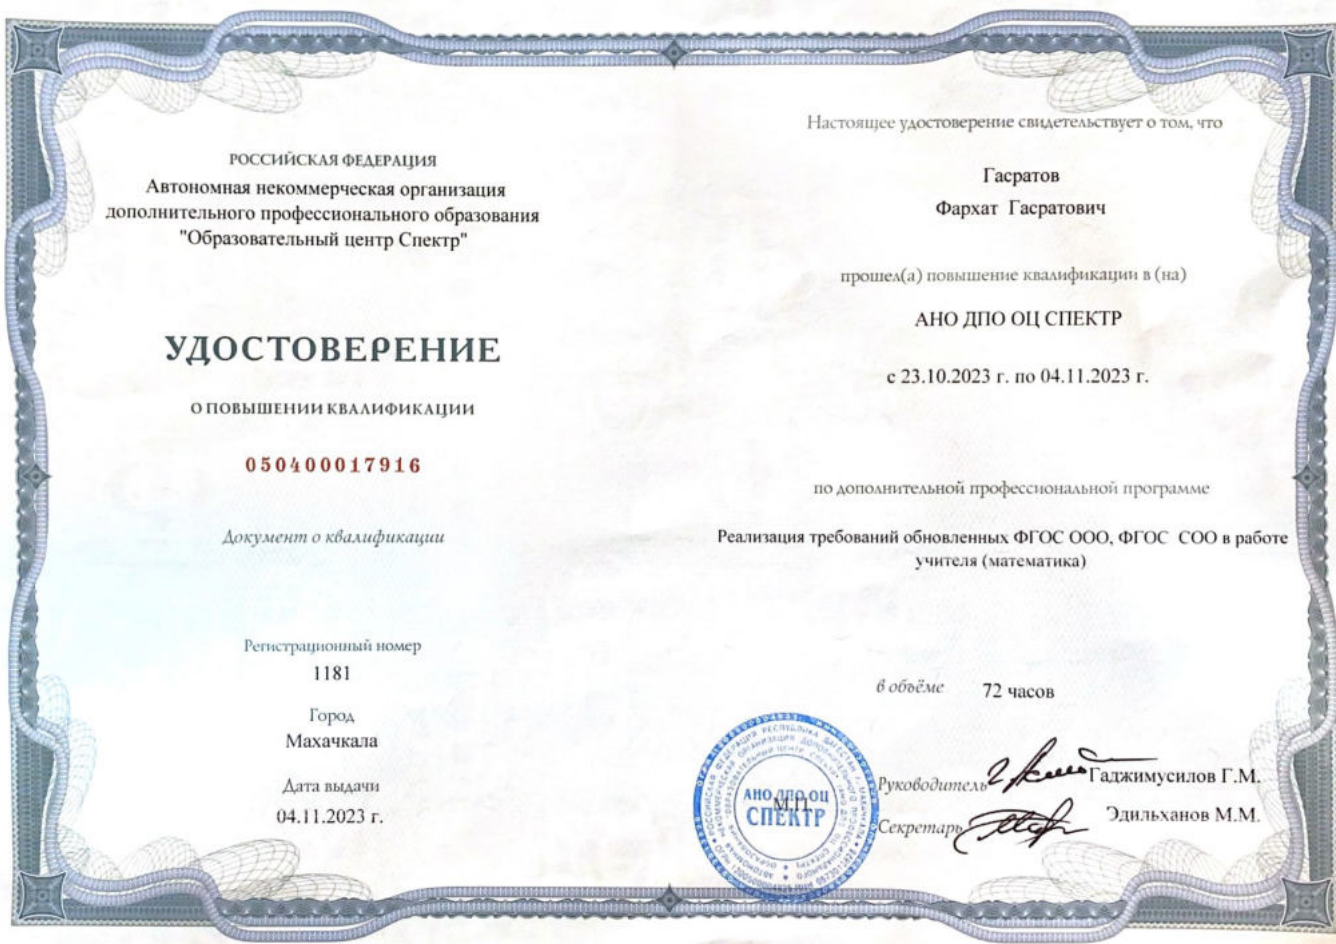 РОССИЙСКАЯ ФЕДЕРАЦИЯ
Автономная некоммерческая организация
дополнительного профессионального образования
"Образовательный центр Спектр"
УДОСТОВЕРЕНИЕ
О ПОВЫШЕНИИ КВАЛИФИКАЦИИ
050400017916
Документ о квалификации
Регистрационный номер
1181
Город
Махачкала
Дата выдачи
04.11.2023 г.
Настоящее удостоверение свидетельствует о том, что
Гасратов
Фархат Гасратович
прошел(а) повышение квалификации в (на)
АНО ДПО ОЦ СПЕКТР
с 23.10.2023 г. по 04.11.2023 г.
по дополнительной профессиональной программе
Реализация требований обновленных ФГОС ООО, ФГОС СОО в работе
учителя (математика)
в объёме 72 часов
Руководитель Гаджимусилов Г.М.
Секретарь Эдильханов М.М.
М.П.
АНО ДПО ОЦ
СПЕКТР